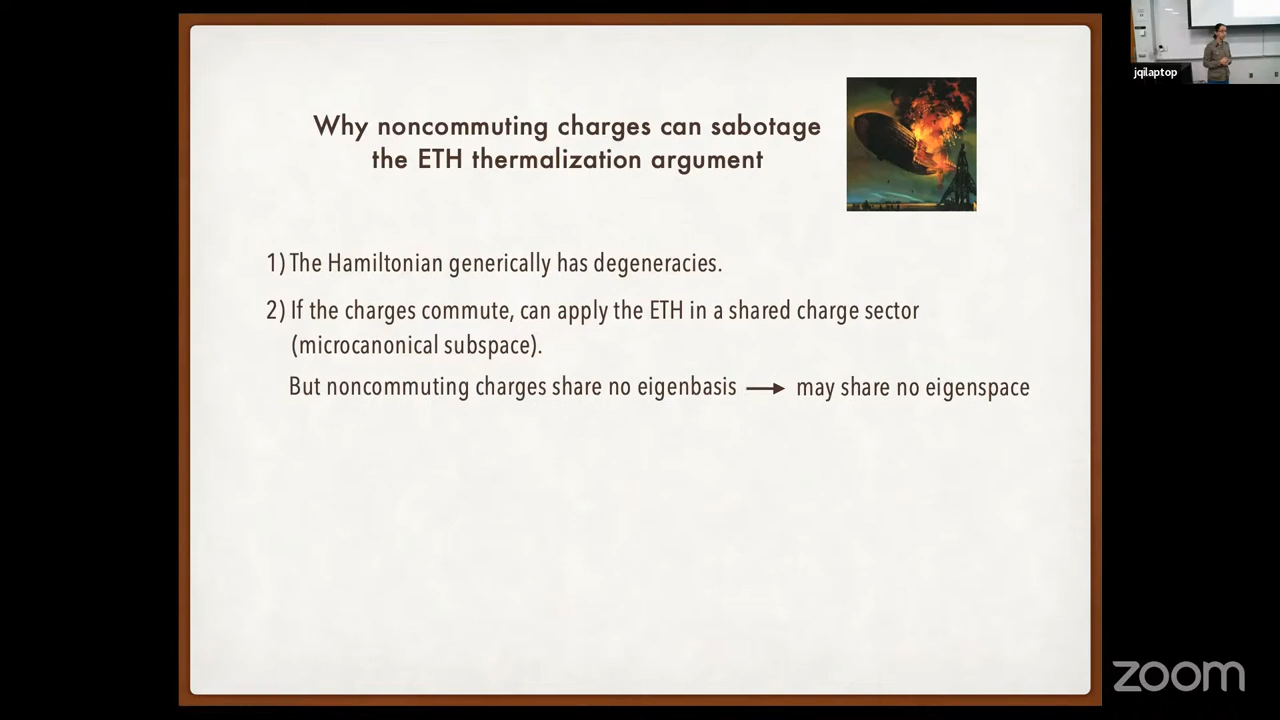 jqilaptop
Why noncommuting charges can sabotage
the ETH thermalization argument
1) The Hamiltonian generically has degeneracies.
2) If the charges commute, can apply the ETH in a shared charge sector
(microcanonical subspace).
But noncommuting charges share no eigenbasis → may share no eigenspace
zoom